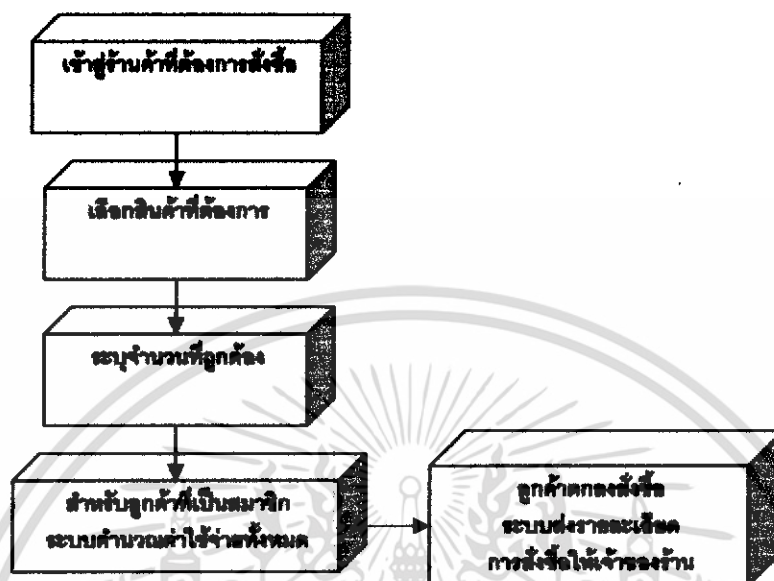 เข้าสู่ร้านค้าที่ต้องการสั่งซื้อ
เลือกสินค้าที่ต้องการ
ระบุจำนวนที่ถูกต้อง
สำหรับลูกค้าที่เป็นสมาชิก
ระบบคำนวณค่าใช้จ่ายทั้งหมด
ลูกค้าตกลงสั่งซื้อ
ระบบส่งรายละเอียด
การสั่งซื้อให้เจ้าของร้าน